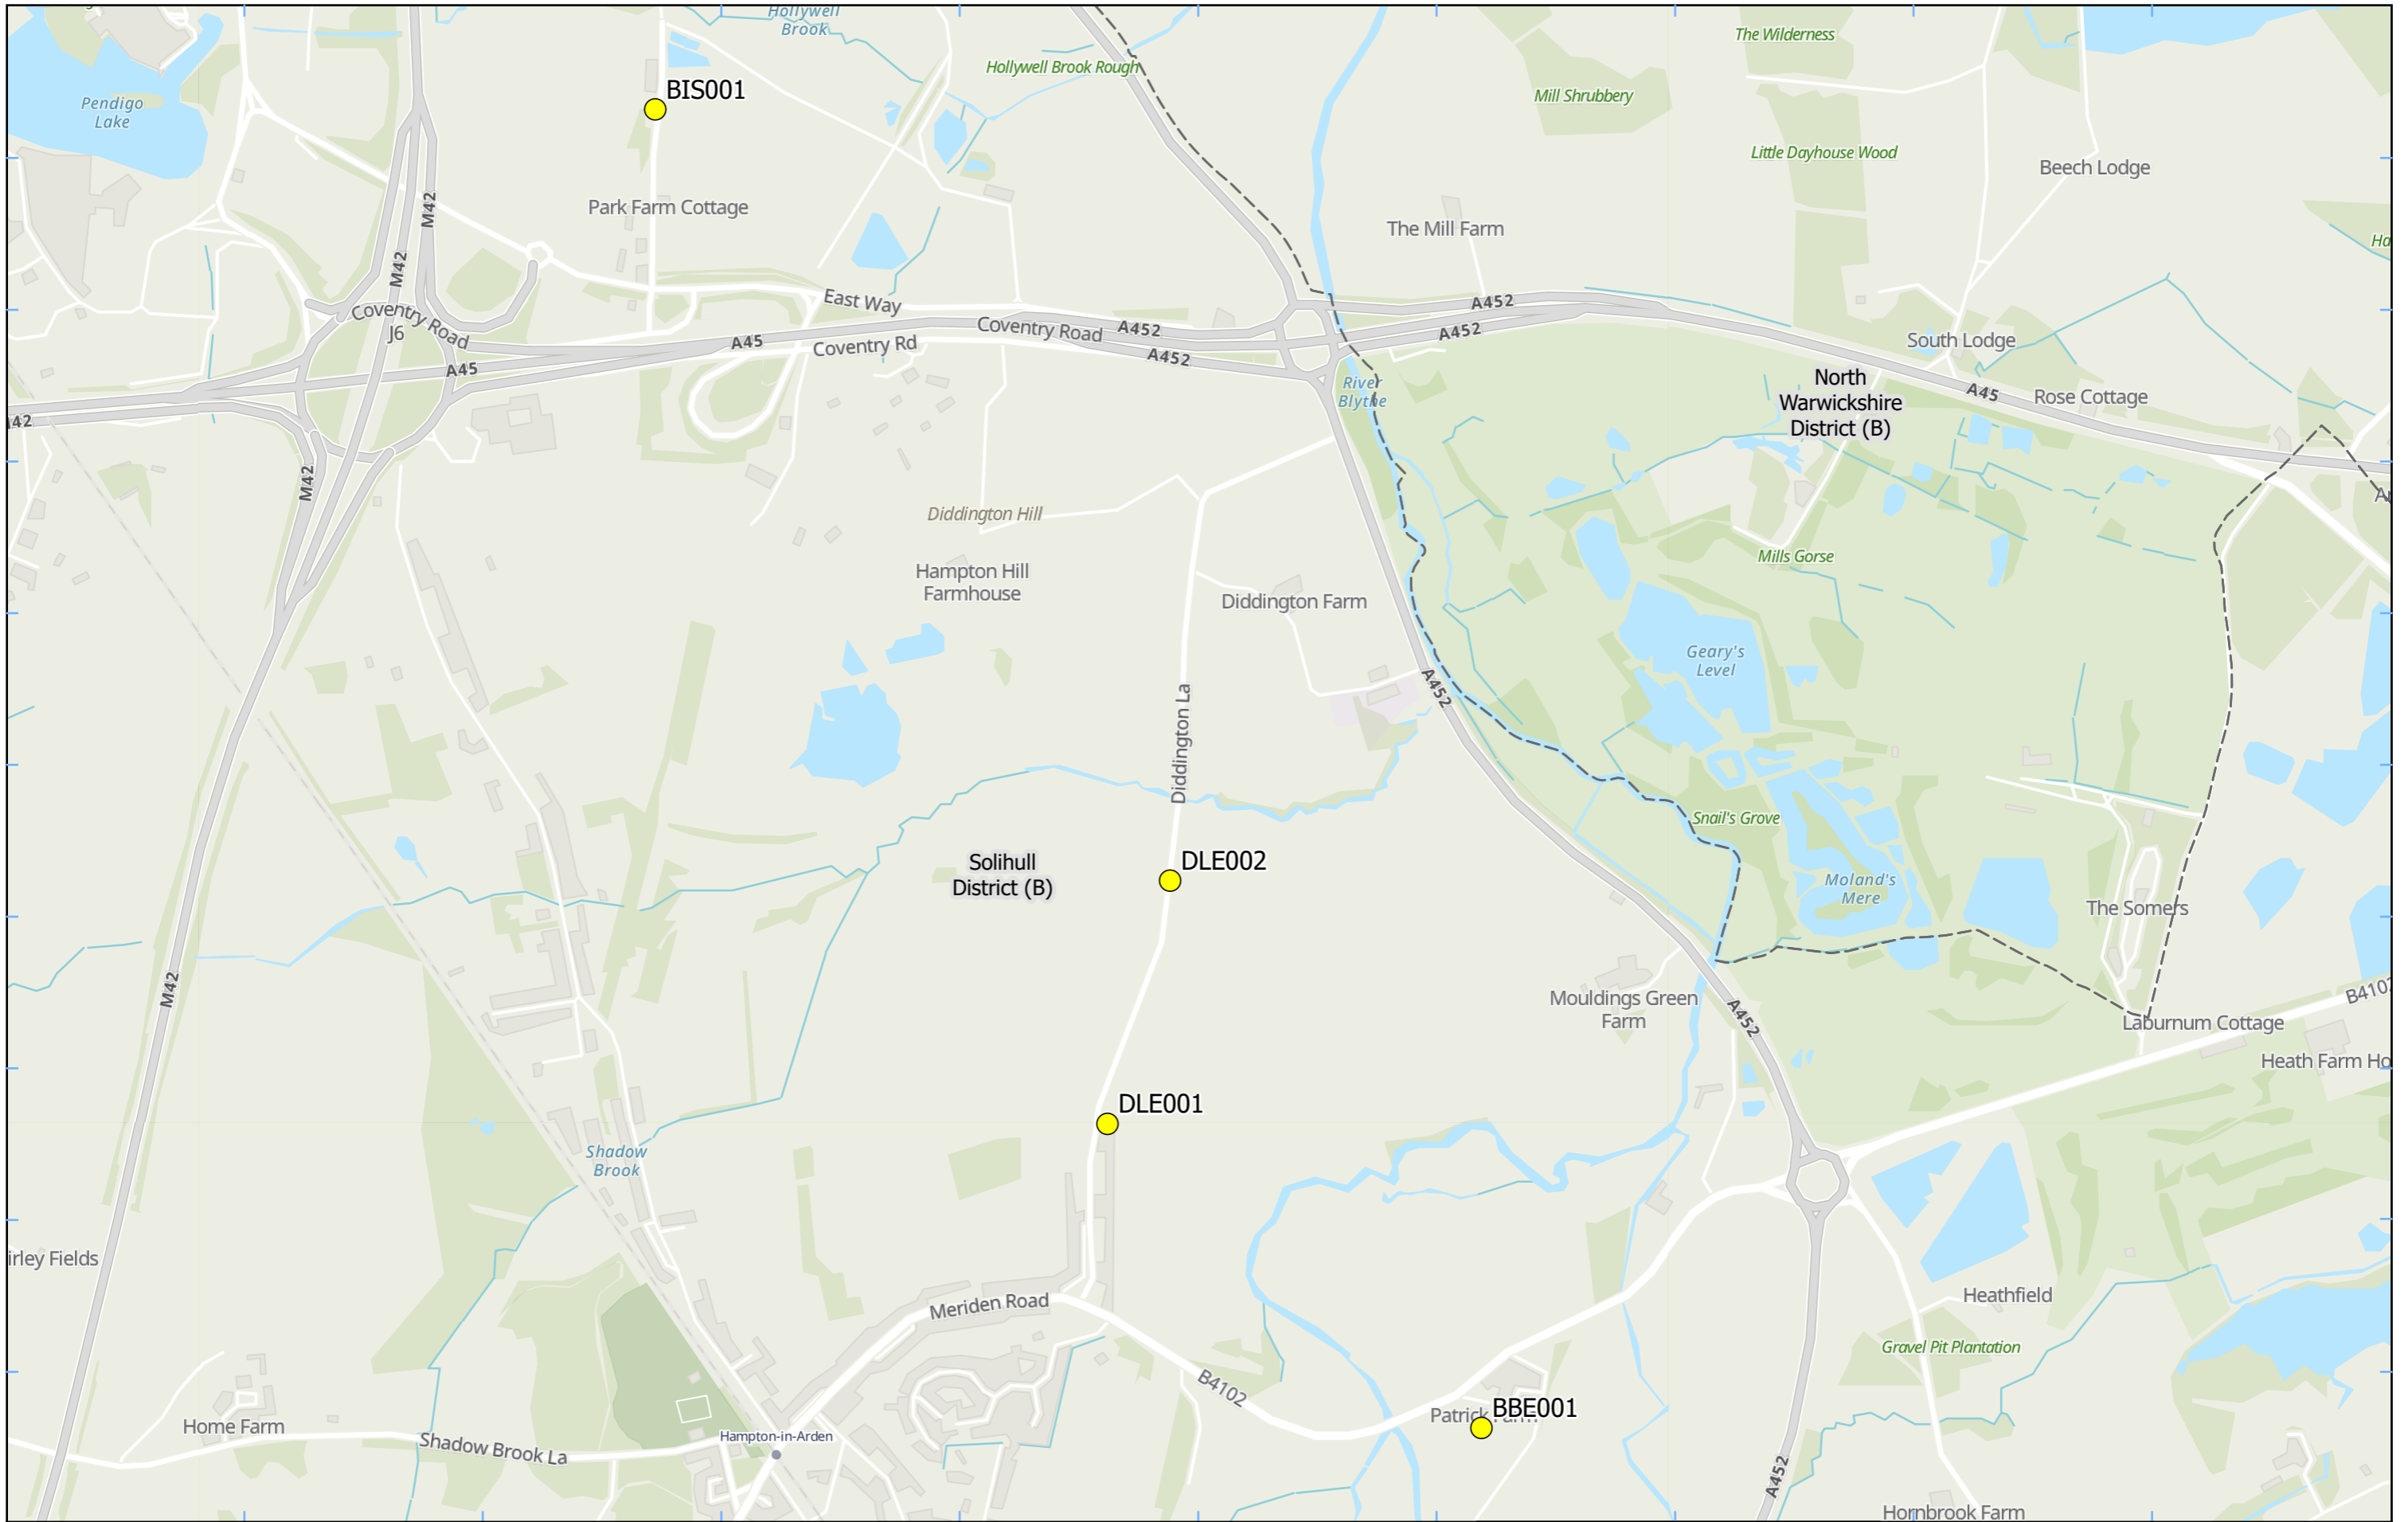 Hollywell
Brook
The Wilderness
Hollywell Brook Rough
BIS001
Mill Shrubbery
Pendigo
Lake
Little Dayhouse Wood
Beech Lodge
M42
Park Farm Cottage
The Mill Farm
Ha
M42
East Way
A452
Coventry Road
J6
Coventry Road
A452
A452
A45
Coventry Rd
A452
South Lodge
A45
River
Blythe
North
Warwickshire
District (B)
A45
Rose Cottage
M42
M42
Diddington Hill
Mills Gorse
Hampton Hill
Farmhouse
Diddington Farm
Geary's
Level
A452
Diddington La
Snail's Grove
Solihull
District (B)
DLE002
Moland's
Mere
The Somers
M42
Mouldings Green
Farm
A452
B4102
Laburnum Cottage
Heath Farm Ho
DLE001
Shadow
Brook
irley Fields
Meriden Road
Heathfield
Gravel Pit Plantation
B4102
BBE001
Patrick Farm
Home Farm
Hampton-in-Arden
Shadow Brook La
A452
Hornbrook Farm